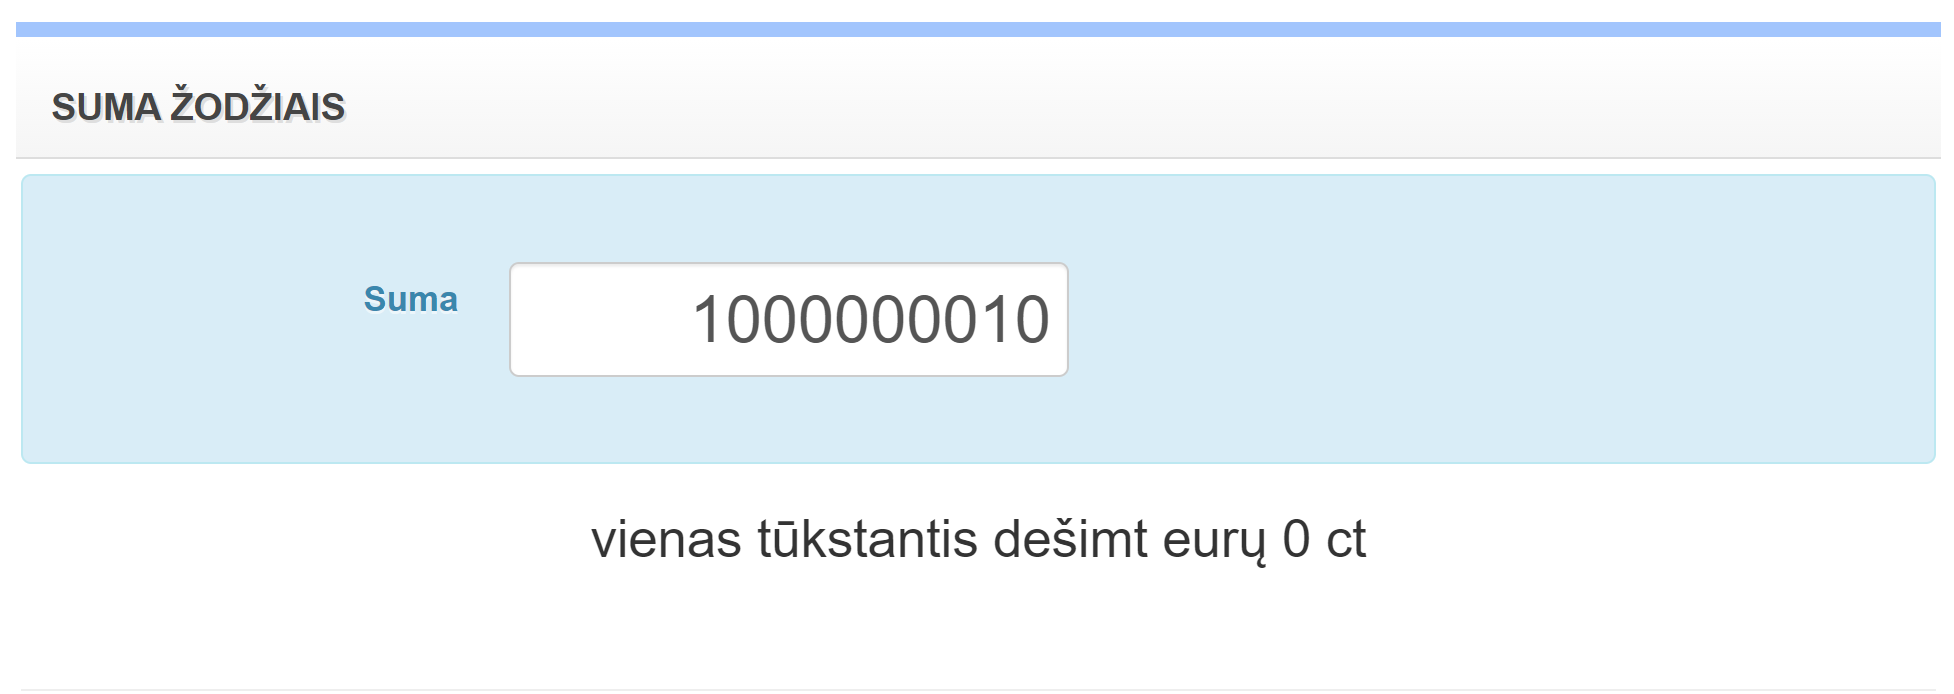 SUMA ŽODŽIAIS
Suma 1000000010
vienas tūkstantis dešimt eurų 0 ct